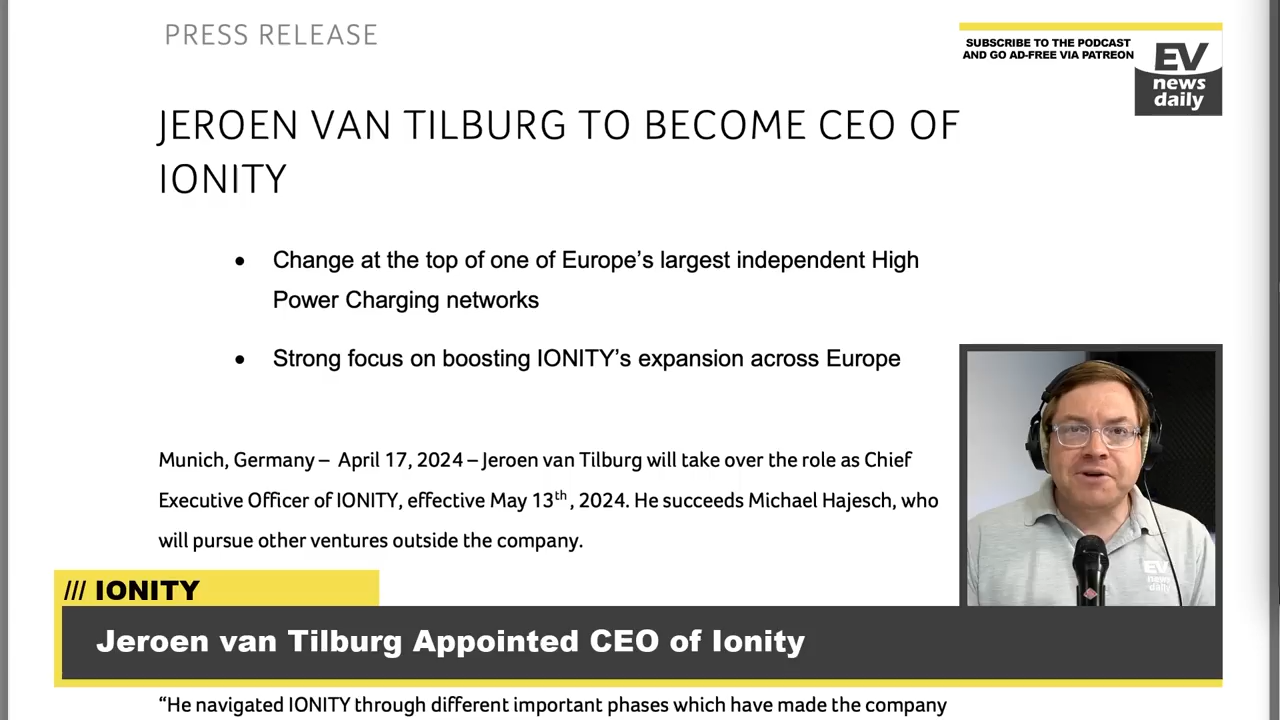 PRESS RELEASE
SUBSCRIBE TO THE PODCAST
AND GO AD-FREE VIA PATREON
EV
news
daily
JEROEN VAN TILBURG TO BECOME CEO OF
IONITY
• Change at the top of one of Europe’s largest independent High
Power Charging networks
• Strong focus on boosting IONITY’s expansion across Europe
Munich, Germany – April 17, 2024 – Jeroen van Tilburg will take over the role as Chief
Executive Officer of IONITY, effective May 13th, 2024. He succeeds Michael Hajesch, who
will pursue other ventures outside the company.
EV
news
daily
/// IONITY
Jeroen van Tilburg Appointed CEO of Ionity
“He navigated IONITY through different important phases which have made the company